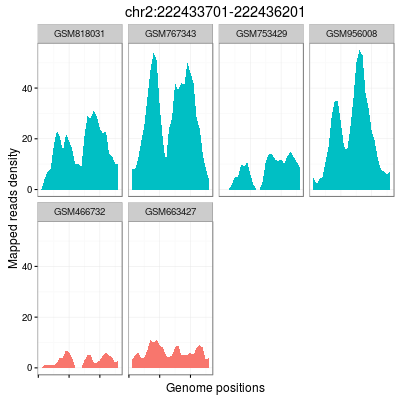 chr2:222433701-222436201
GSM818031 GSM767343 GSM753429 GSM956008
40
20
0
Mapped reads density
GSM466732 GSM663427
40
20
0
Genome positions